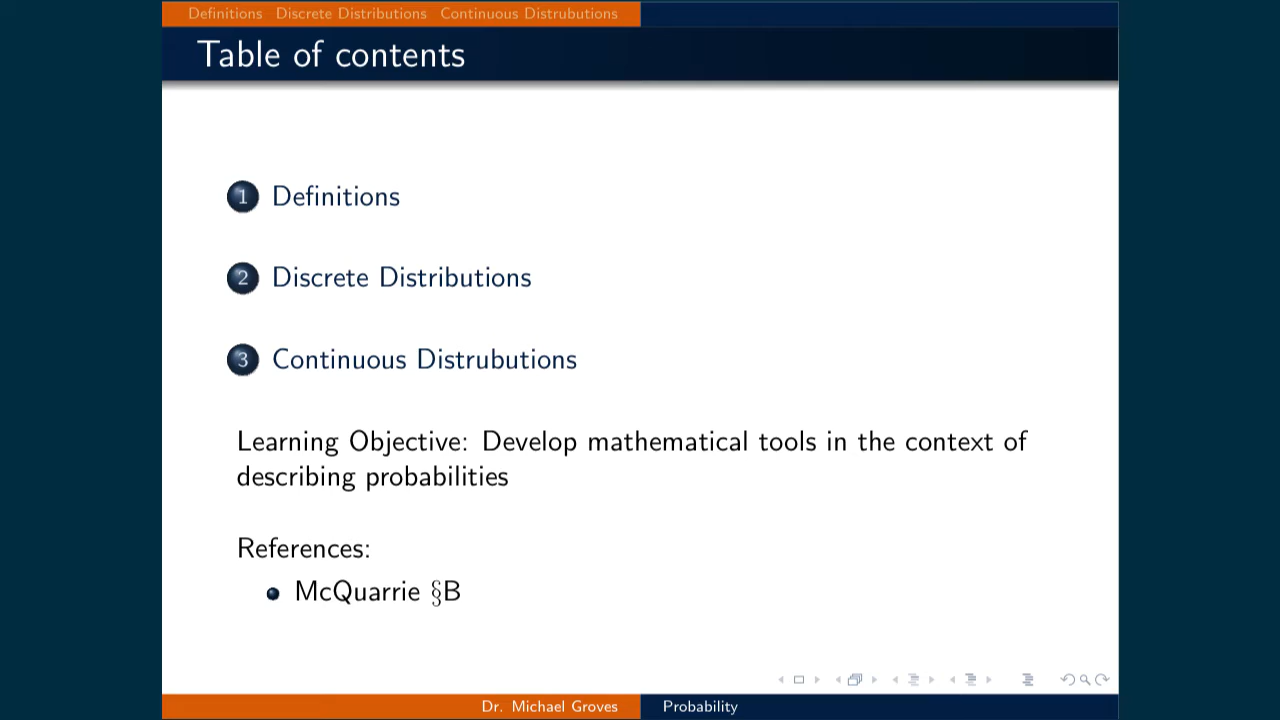 Definitions Discrete Distributions Continuous Distrubutions
Table of contents
1 Definitions
2 Discrete Distributions
3 Continuous Distrubutions
Learning Objective: Develop mathematical tools in the context of
describing probabilities
References:
McQuarrie §B
Dr. Michael Groves Probability